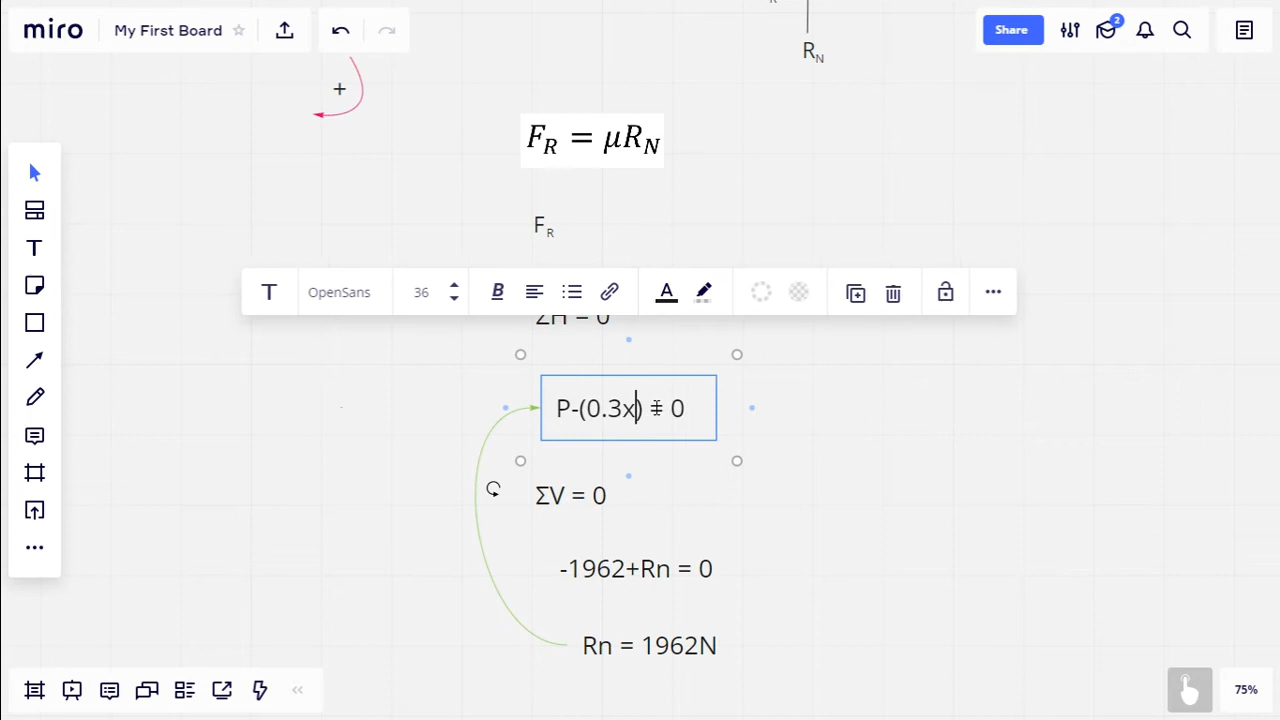 miro My First Board Share 2
R
R_N
+
F_R = μR_N
F_R
T OpenSans 36 B A
ΣH = 0
P-(0.3x) = 0
ΣV = 0
-1962+Rn = 0
Rn = 1962N
75%